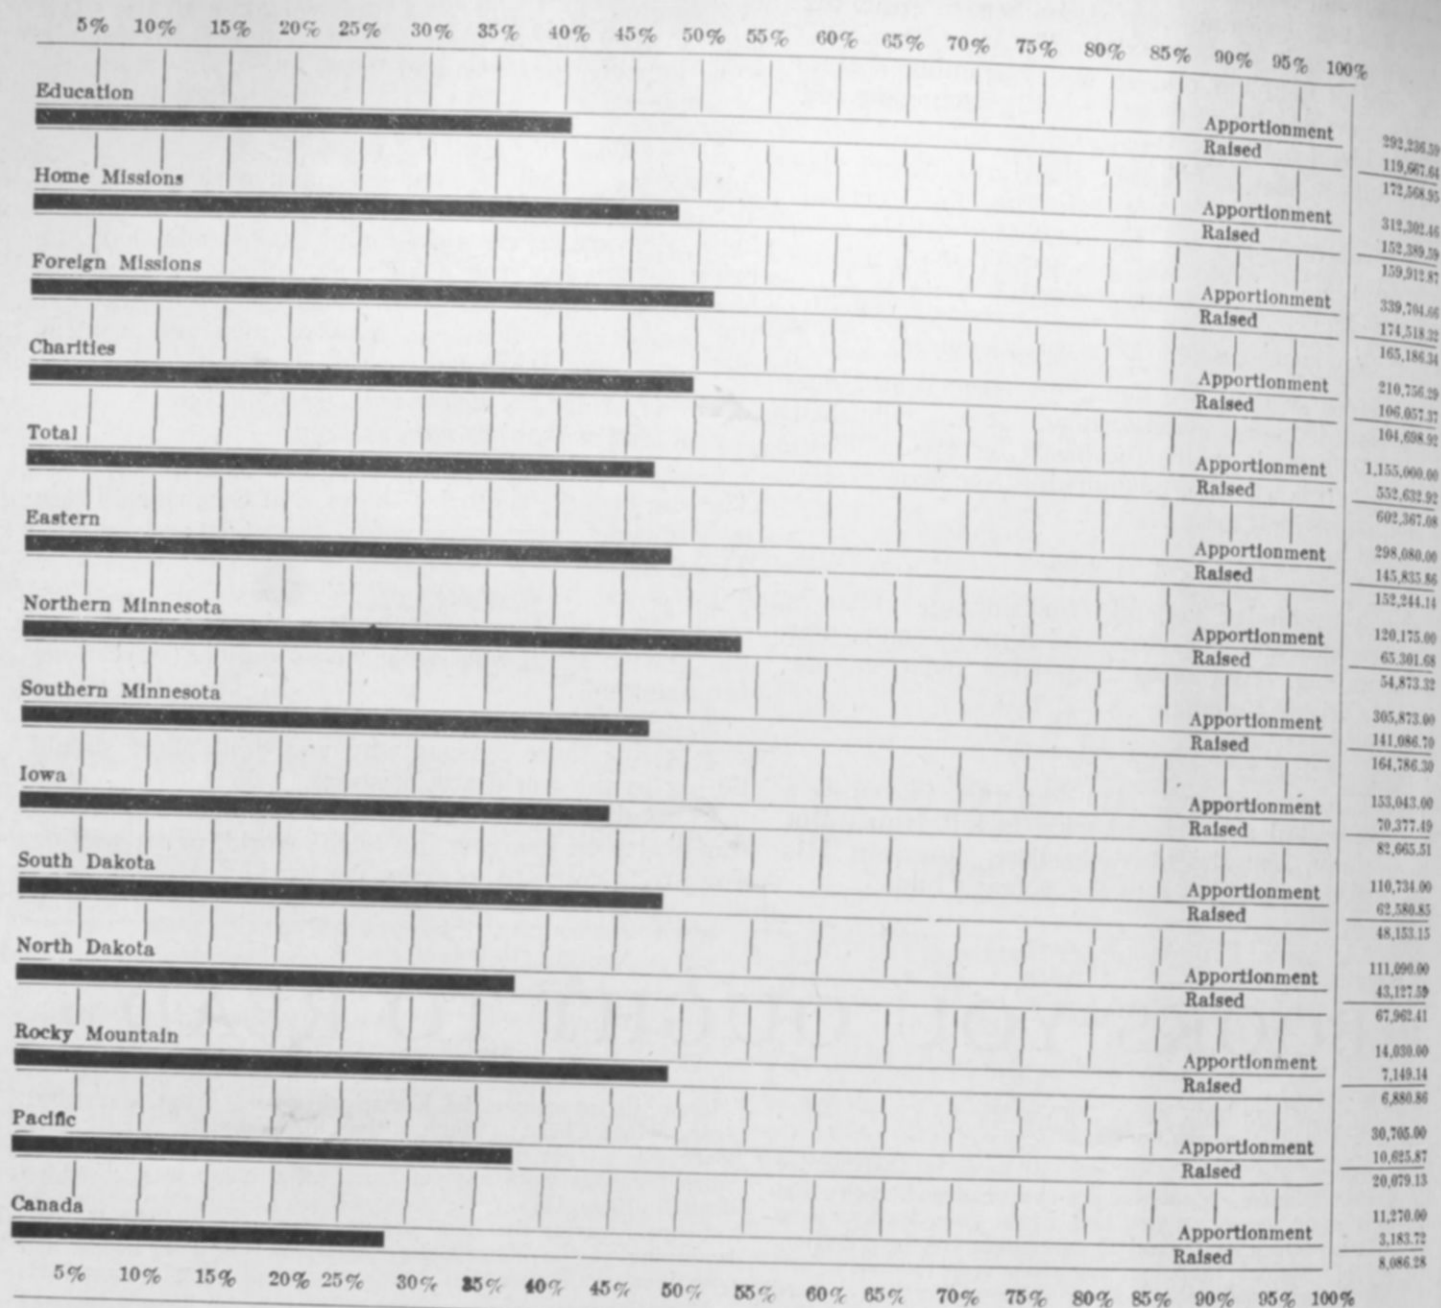 5% 10% 15% 20% 25% 30% 35% 40% 45% 50% 55% 60% 65% 70% 75% 80% 85% 90% 95% 100%
Education
Apportionment 292,236.59
Raised 119,667.64
172,568.95
Home Missions
Apportionment 312,302.46
Raised 152,389.59
159,912.87
Foreign Missions
Apportionment 339,704.66
Raised 174,518.32
165,186.34
Charities
Apportionment 210,756.29
Raised 106,057.37
104,698.92
Total
Apportionment 1,155,000.00
Raised 552,632.92
602,367.08
Eastern
Apportionment 298,080.00
Raised 145,835.86
152,244.14
Northern Minnesota
Apportionment 120,175.00
Raised 65,301.68
54,873.32
Southern Minnesota
Apportionment 305,873.00
Raised 141,086.70
164,786.30
Iowa
Apportionment 153,043.00
Raised 70,377.49
82,665.51
South Dakota
Apportionment 110,734.00
Raised 62,580.85
48,153.15
North Dakota
Apportionment 111,090.00
Raised 43,127.59
67,962.41
Rocky Mountain
Apportionment 14,030.00
Raised 7,149.14
6,880.86
Pacific
Apportionment 30,705.00
Raised 10,625.87
20,079.13
Canada
Apportionment 11,270.00
Raised 3,183.72
8,086.28
5% 10% 15% 20% 25% 30% 35% 40% 45% 50% 55% 60% 65% 70% 75% 80% 85% 90% 95% 100%